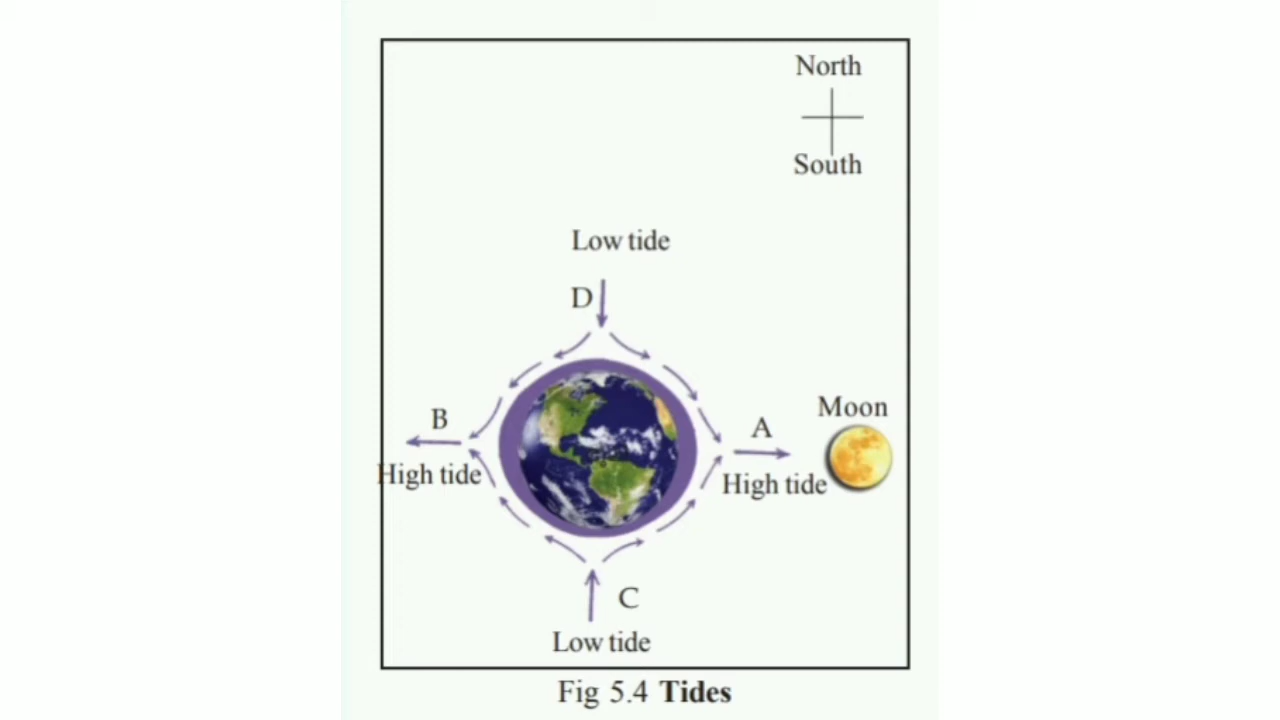 North
South
Low tide
D
Moon
B
A
High tide
High tide
C
Low tide
Fig 5.4 Tides